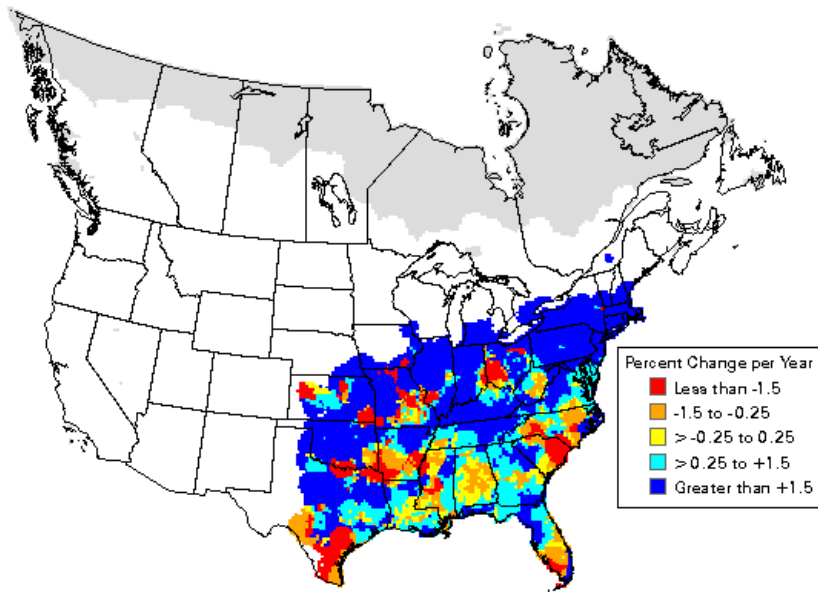 Percent Change per Year
Less than -1.5
-1.5 to -0.25
> -0.25 to 0.25
> 0.25 to +1.5
Greater than +1.5